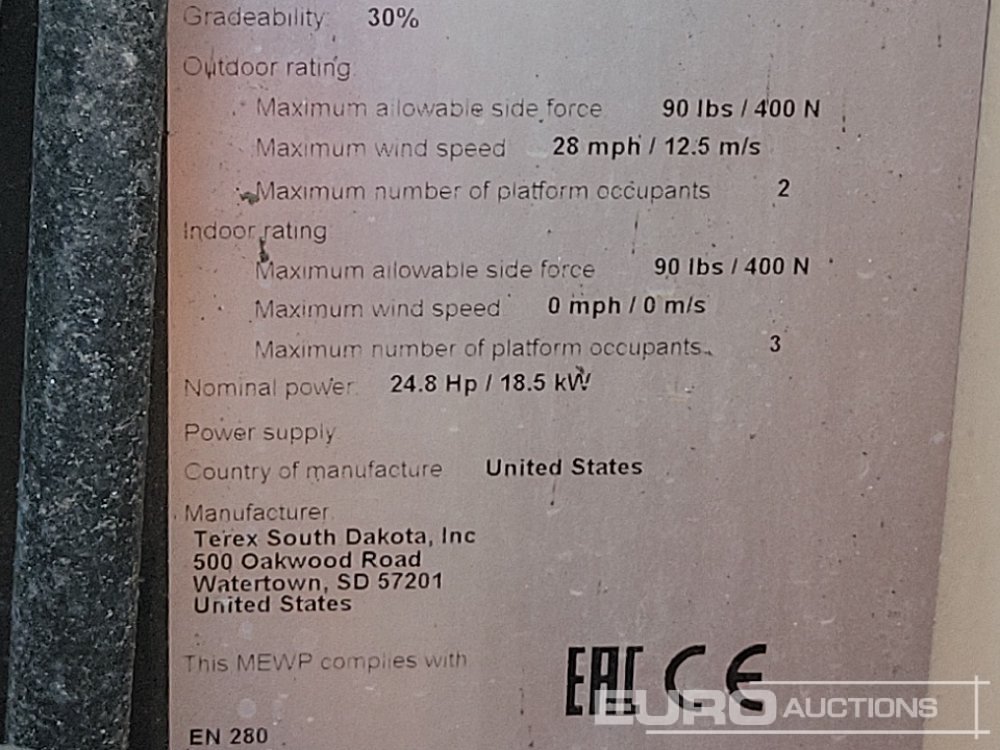 Gradeability: 30%
Outdoor rating:
Maximum allowable side force 90 lbs / 400 N
Maximum wind speed 28 mph / 12.5 m/s
Maximum number of platform occupants 2
Indoor rating
Maximum allowable side force 90 lbs / 400 N
Maximum wind speed 0 mph / 0 m/s
Maximum number of platform occupants 3
Nominal power: 24.8 Hp / 18.5 kW
Power supply
Country of manufacture United States
Manufacturer
Terex South Dakota, Inc
500 Oakwood Road
Watertown, SD 57201
United States
This MEWP complies with
EAC CE
EURO AUCTIONS
EN 280